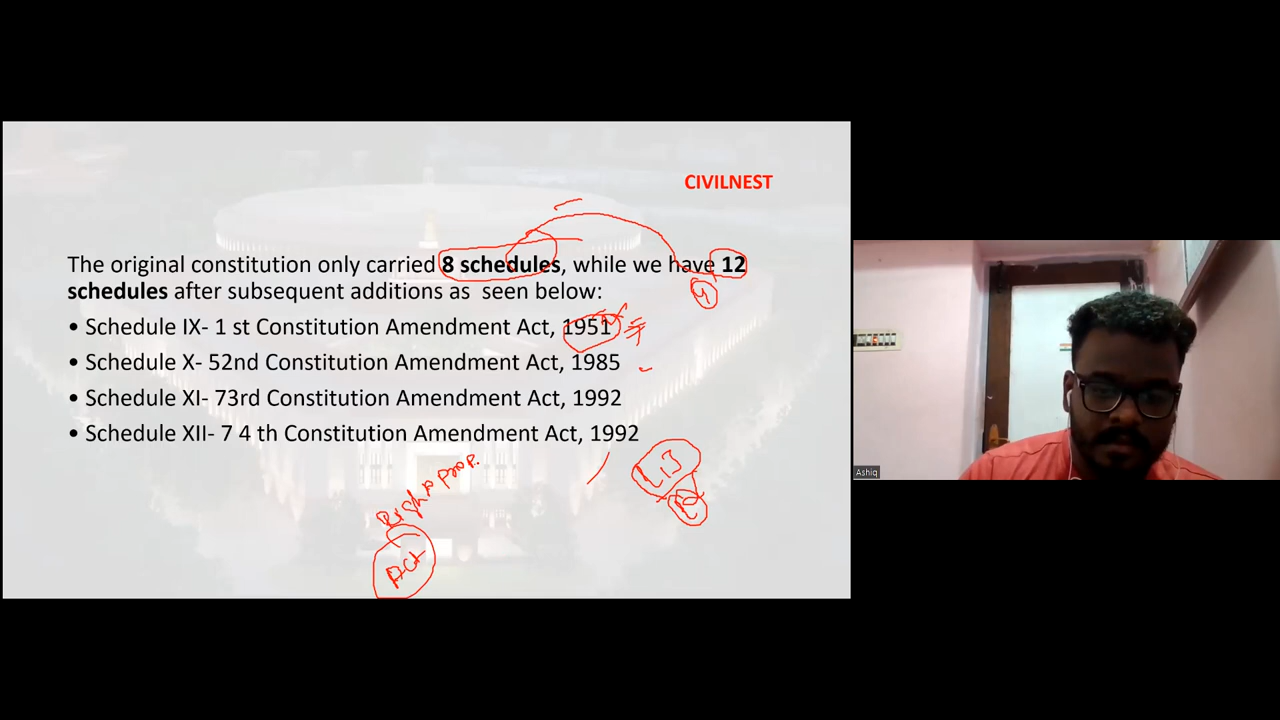 CIVILNEST
The original constitution only carried 8 schedules, while we have 12
schedules after subsequent additions as seen below:
• Schedule IX- 1 st Constitution Amendment Act, 1951
• Schedule X- 52nd Constitution Amendment Act, 1985
• Schedule XI- 73rd Constitution Amendment Act, 1992
• Schedule XII- 7 4 th Constitution Amendment Act, 1992
Right prop.
Act
Ashiq